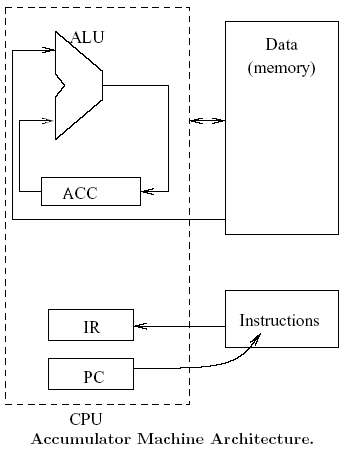 ALU
Data
(memory)
ACC
IR
Instructions
PC
CPU
Accumulator Machine Architecture.